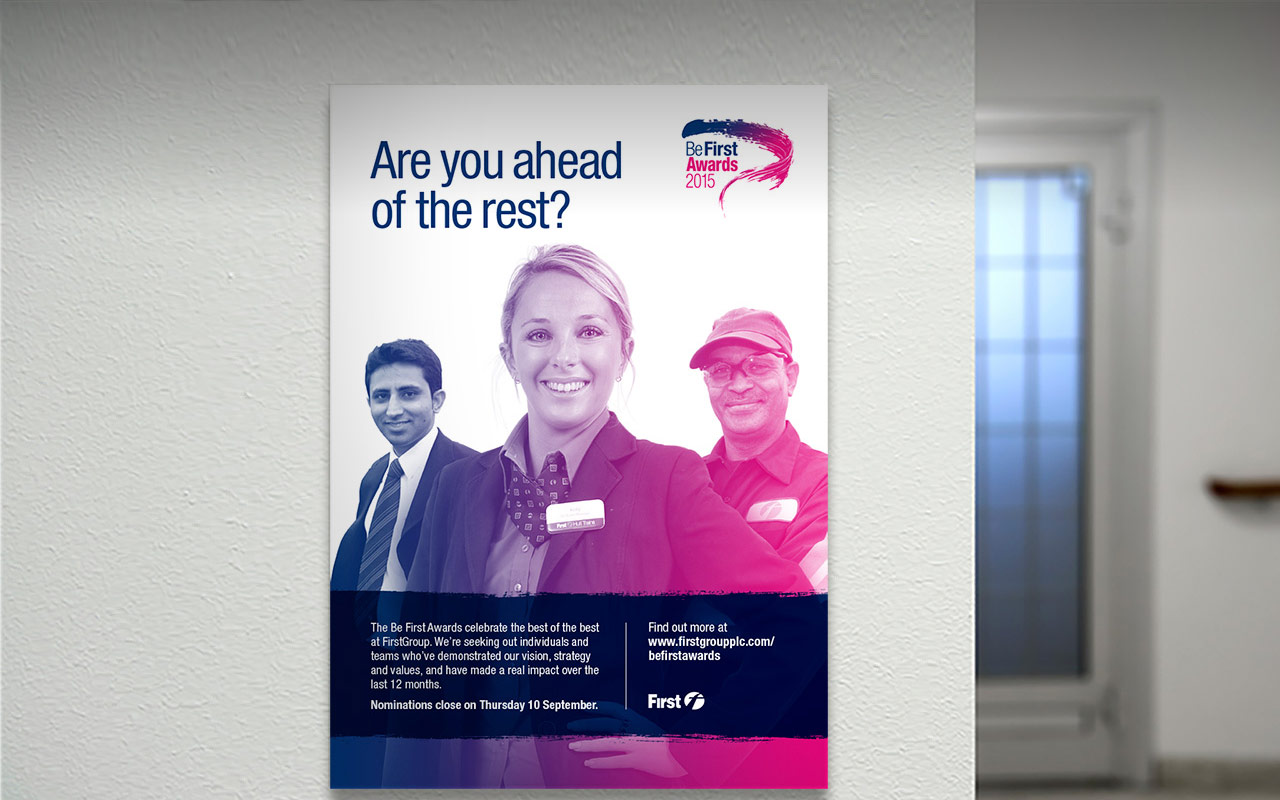 Are you ahead
of the rest?
Be First
Awards
2015
First Hull Trains
The Be First Awards celebrate the best of the best
at FirstGroup. We're seeking out individuals and
teams who've demonstrated our vision, strategy
and values, and have made a real impact over the
last 12 months.
Nominations close on Thursday 10 September.
Find out more at
www.firstgroupplc.com/
befirstawards
First